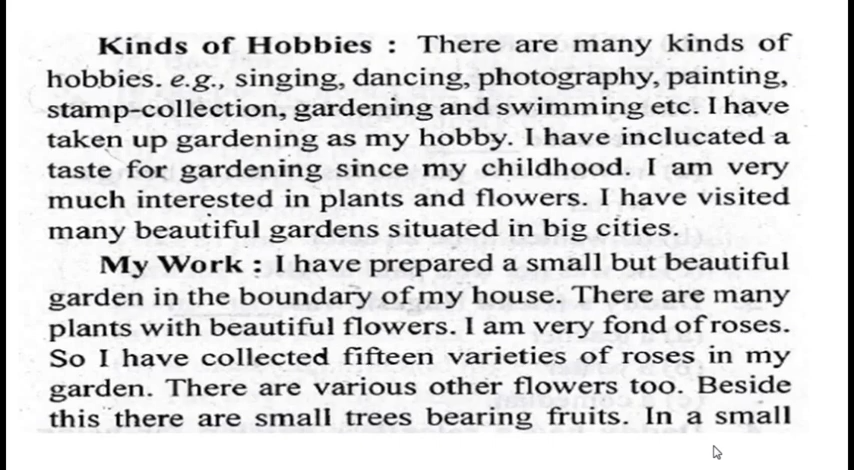 Kinds of Hobbies : There are many kinds of
hobbies. e.g., singing, dancing, photography, painting,
stamp-collection, gardening and swimming etc. I have
taken up gardening as my hobby. I have inclucated a
taste for gardening since my childhood. I am very
much interested in plants and flowers. I have visited
many beautiful gardens situated in big cities.
My Work : I have prepared a small but beautiful
garden in the boundary of my house. There are many
plants with beautiful flowers. I am very fond of roses.
So I have collected fifteen varieties of roses in my
garden. There are various other flowers too. Beside
this there are small trees bearing fruits. In a small